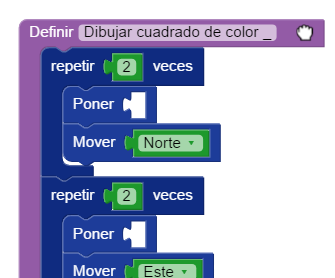 Definir Dibujar cuadrado de color _
repetir 2 veces
Poner
Mover Norte
repetir 2 veces
Poner
Mover Este